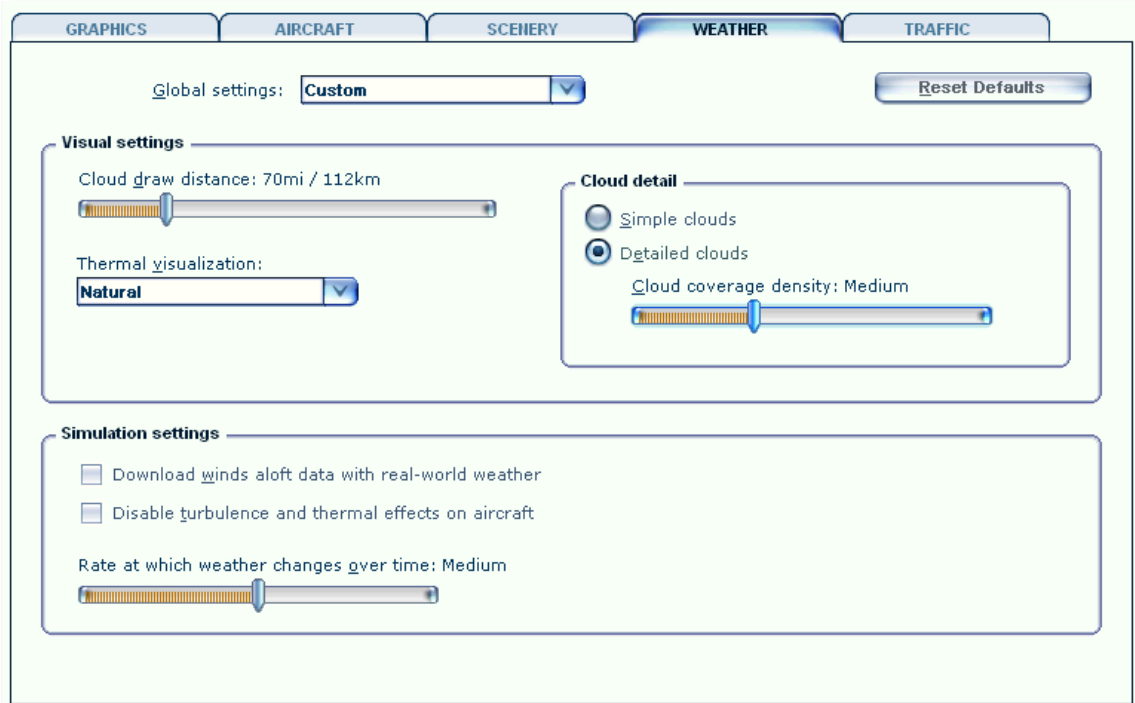 GRAPHICS AIRCRAFT SCENERY WEATHER TRAFFIC
Global settings: Custom Reset Defaults
Visual settings
Cloud draw distance: 70mi / 112km
Thermal visualization:
Natural
Cloud detail
Simple clouds
Detailed clouds
Cloud coverage density: Medium
Simulation settings
Download winds aloft data with real-world weather
Disable turbulence and thermal effects on aircraft
Rate at which weather changes over time: Medium